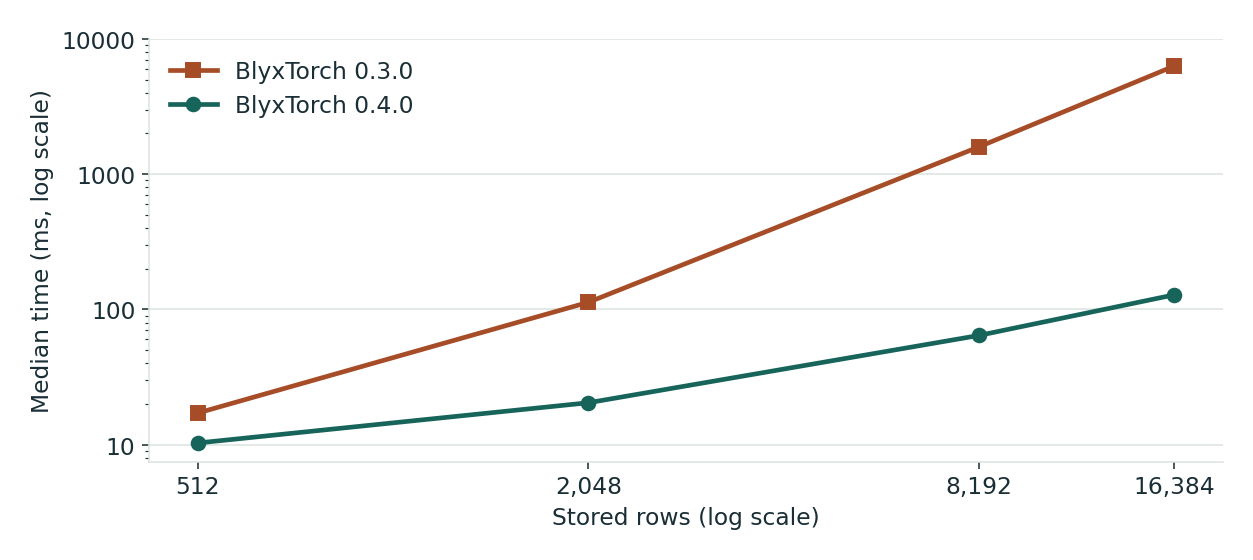 10000
1000
100
10
Median time (ms, log scale)
BlyxTorch 0.3.0
BlyxTorch 0.4.0
512 2,048 8,192 16,384
Stored rows (log scale)